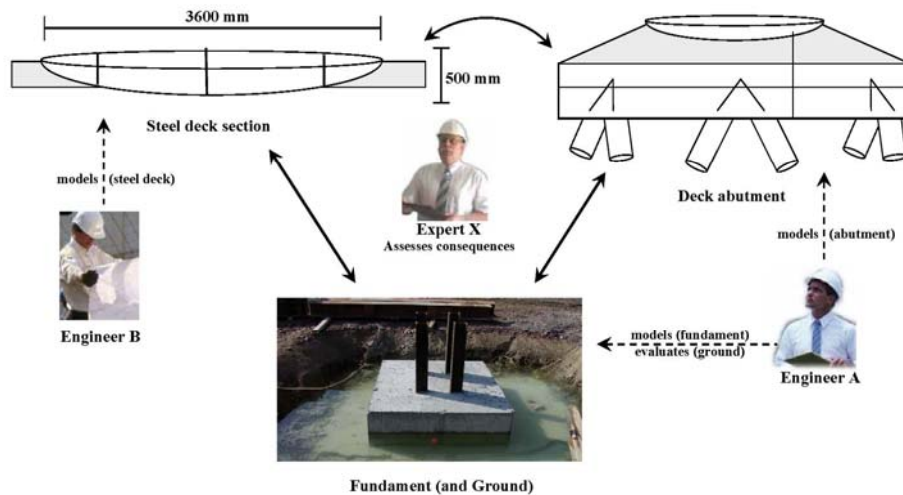 3600 mm
500 mm
Steel deck section
models (steel deck)
Engineer B
Expert X
Assesses consequences
Deck abutment
models (abutment)
models (fundament)
evaluates (ground)
Engineer A
Fundament (and Ground)